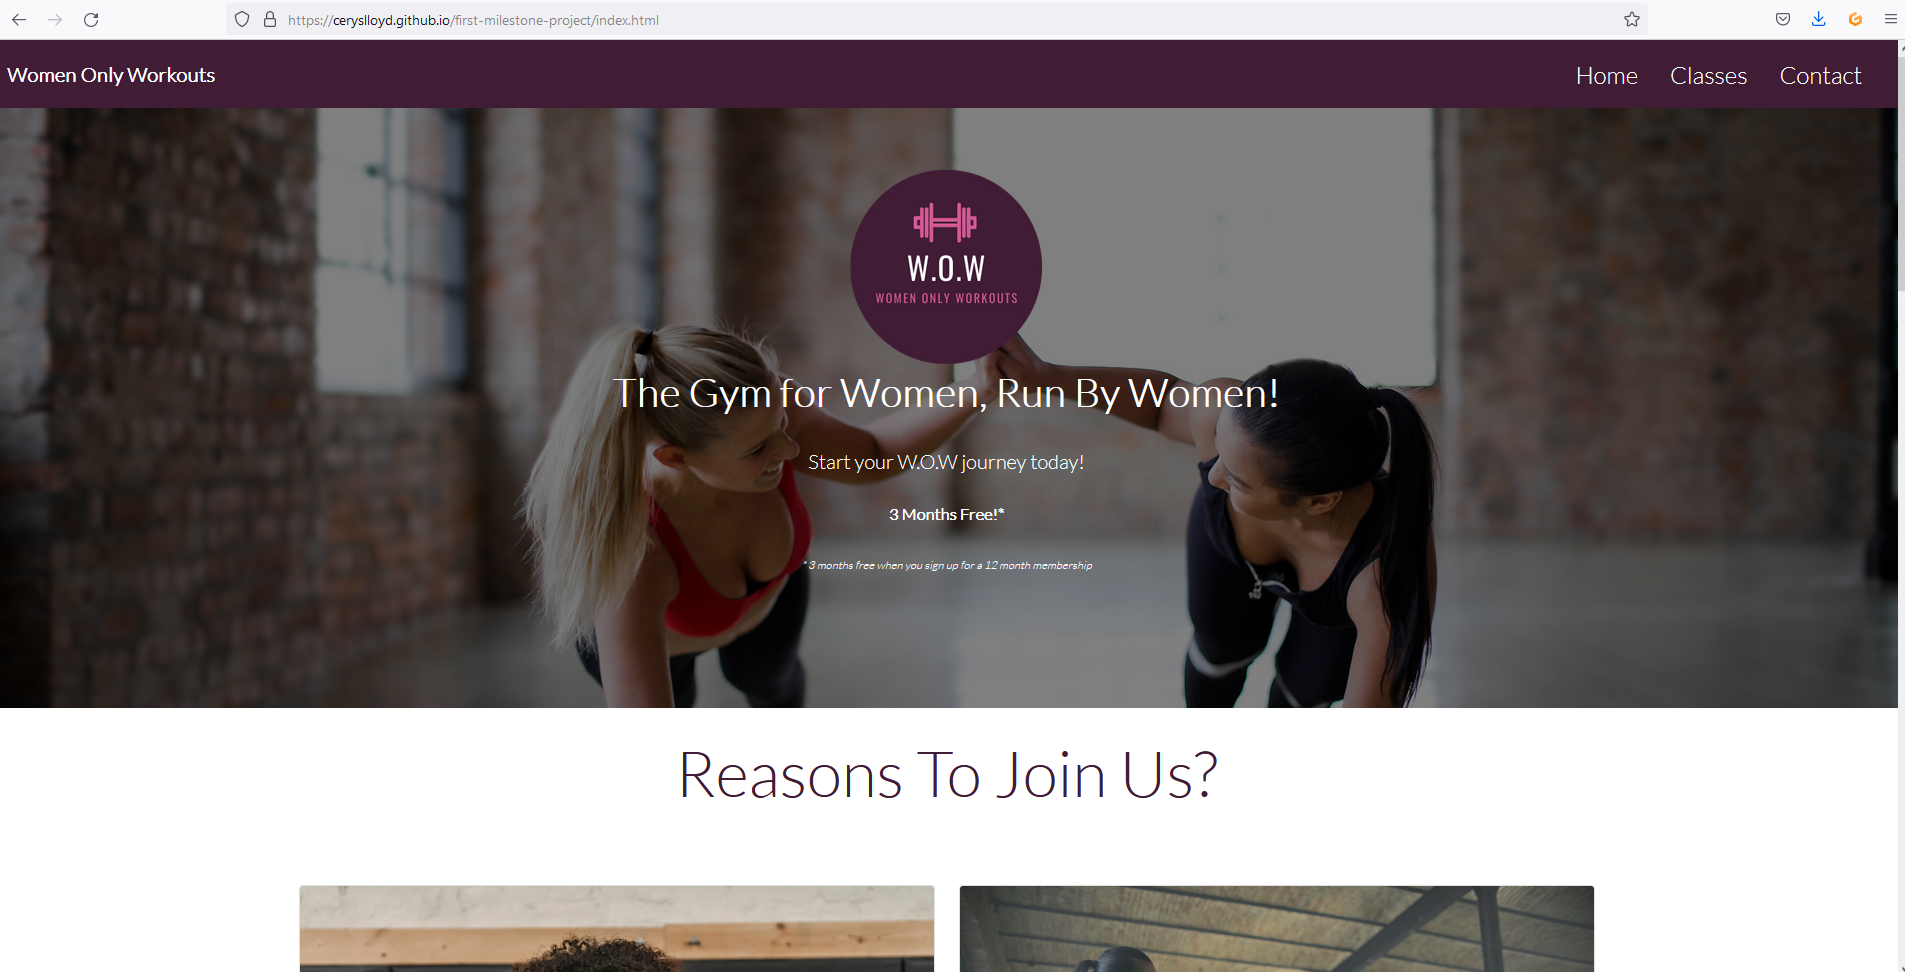 https://ceryslloyd.github.io/first-milestone-project/index.html
Women Only Workouts
Home Classes Contact
W.O.W
WOMEN ONLY WORKOUTS
The Gym for Women, Run By Women!
Start your W.O.W journey today!
3 Months Free!*
* 3 months free when you sign up for a 12 month membership
Reasons To Join Us?